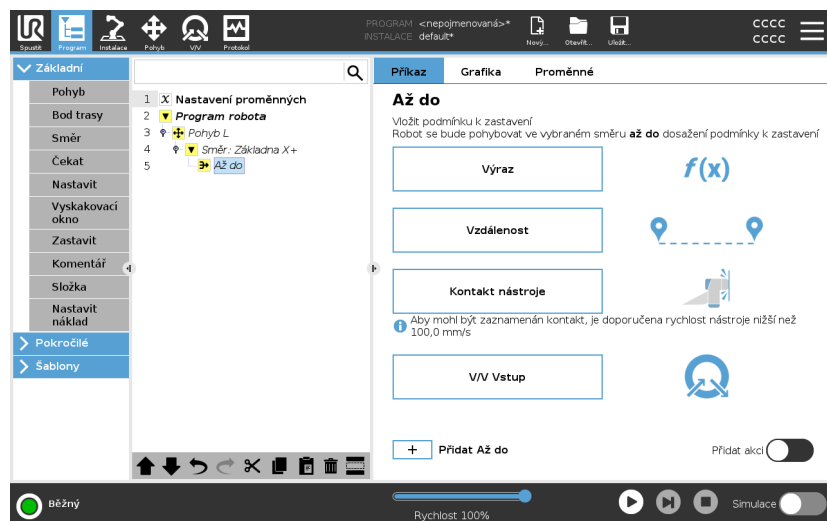 PROGRAM <nepojmenovaná>*
INSTALACE default*
cccc
cccc
Spustit
Program
Instalace
Pohyb
V/V
Protokol
Nový...
Otevřít...
Uložit...
Základní
Pohyb
Bod trasy
Směr
Čekat
Nastavit
Vyskakovací
okno
Zastavit
Komentář
Složka
Nastavit
náklad
Pokročilé
Šablony
1 X Nastavení proměnných
2 Program robota
3 Pohyb L
4 Směr: Základna X+
5 Až do
Příkaz Grafika Proměnné
Až do
Vložit podmínku k zastavení
Robot se bude pohybovat ve vybraném směru až do dosažení podmínky k zastavení
Výraz
f(x)
Vzdálenost
Kontakt nástroje
Aby mohl být zaznamenán kontakt, je doporučena rychlost nástroje nižší než
100,0 mm/s
V/V Vstup
+ Přidat Až do
Přidat akci
Běžný
Rychlost 100%
Simulace